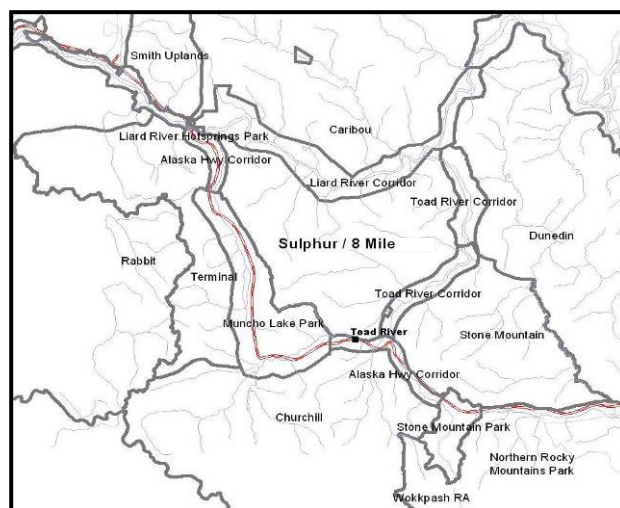 Smith Uplands
Caribou
Liard River Hotsprings Park
Alaska Hwy Corridor
Liard River Corridor
Toad River Corridor
Dunedin
Sulphur / 8 Mile
Rabbit
Terminal
Toad River Corridor
Muncho Lake Park
Toad River
Stone Mountain
Alaska Hwy Corridor
Churchill
Stone Mountain Park
Northern Rocky
Mountains Park
Wokkpash RA